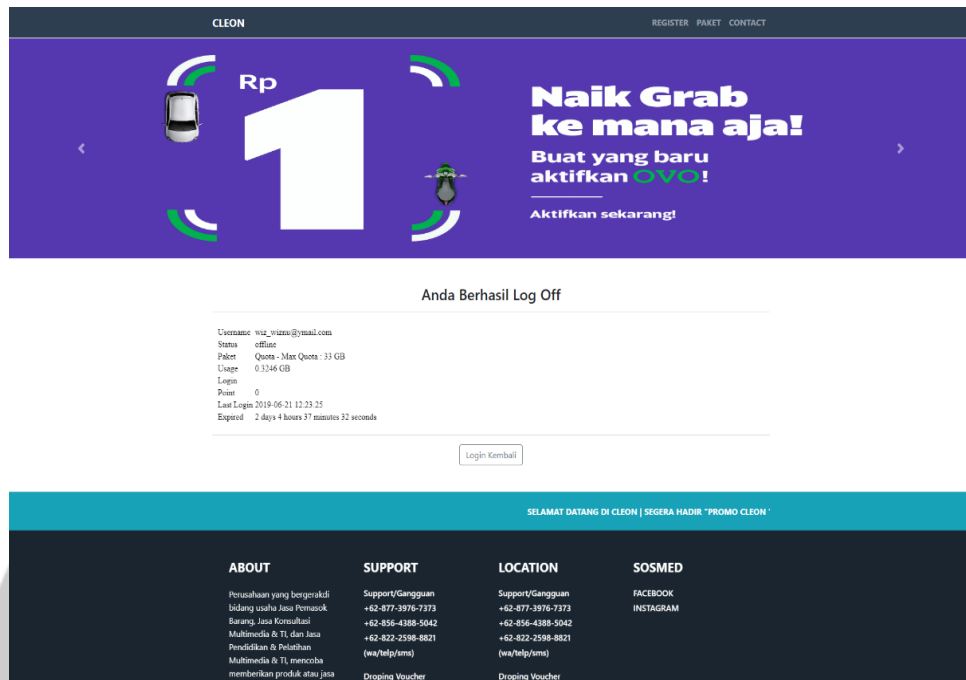 CLEON
REGISTER PAKET CONTACT
Rp
1
Naik Grab
ke mana aja!
Buat yang baru
aktifkan OVO!
Aktifkan sekarang!
Anda Berhasil Log Off
Username wiz_wiznu@ymail.com
Status offline
Paket Quota - Max Quota : 33 GB
Usage 0.3246 GB
Login
Point 0
Last Login 2019-06-21 12:23:25
Expired 2 days 4 hours 37 minutes 32 seconds
Login Kembali
SELAMAT DATANG DI CLEON | SEGERA HADIR "PROMO CLEON '
ABOUT
Perusahaan yang bergerakdi
bidang usaha Jasa Pemasok
Barang, Jasa Konsultasi
Multimedia & TI, dan Jasa
Pendidikan & Pelatihan
Multimedia & TI, mencoba
memberikan produk atau jasa
SUPPORT
Support/Gangguan
+62-877-3976-7373
+62-856-4388-5042
+62-822-2598-8821
(wa/telp/sms)
Droping Voucher
LOCATION
Support/Gangguan
+62-877-3976-7373
+62-856-4388-5042
+62-822-2598-8821
(wa/telp/sms)
Droping Voucher
SOSMED
FACEBOOK
INSTAGRAM